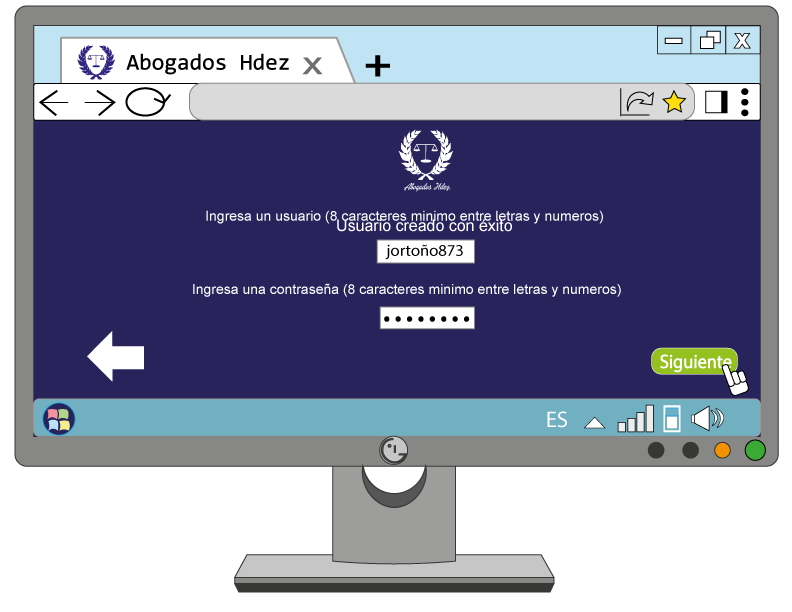 Abogados Hdez X
X
Abogados Hdez.
Ingresa un usuario (8 caracteres minimo entre letras y numeros)
Usuario creado con éxito
jortoño873
Ingresa una contraseña (8 caracteres minimo entre letras y numeros)
Siguiente
ES